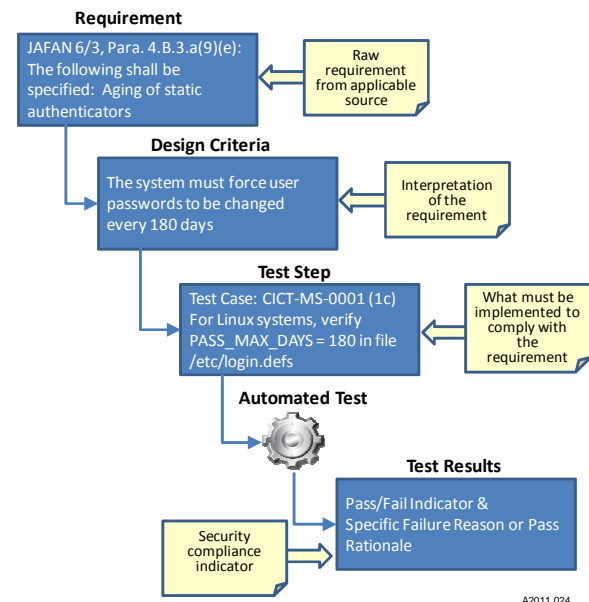 Requirement
JAFAN 6/3, Para. 4.B.3.a(9)(e):
The following shall be
specified: Aging of static
authenticators
Raw
requirement
from applicable
source
Design Criteria
The system must force user
passwords to be changed
every 180 days
Interpretation
of the
requirement
Test Step
Test Case: CICT-MS-0001 (1c)
For Linux systems, verify
PASS_MAX_DAYS = 180 in file
/etc/login.defs
What must be
implemented to
comply with
the
requirement
Automated Test
Test Results
Pass/Fail Indicator &
Specific Failure Reason or Pass
Rationale
Security
compliance
indicator
A2011.024